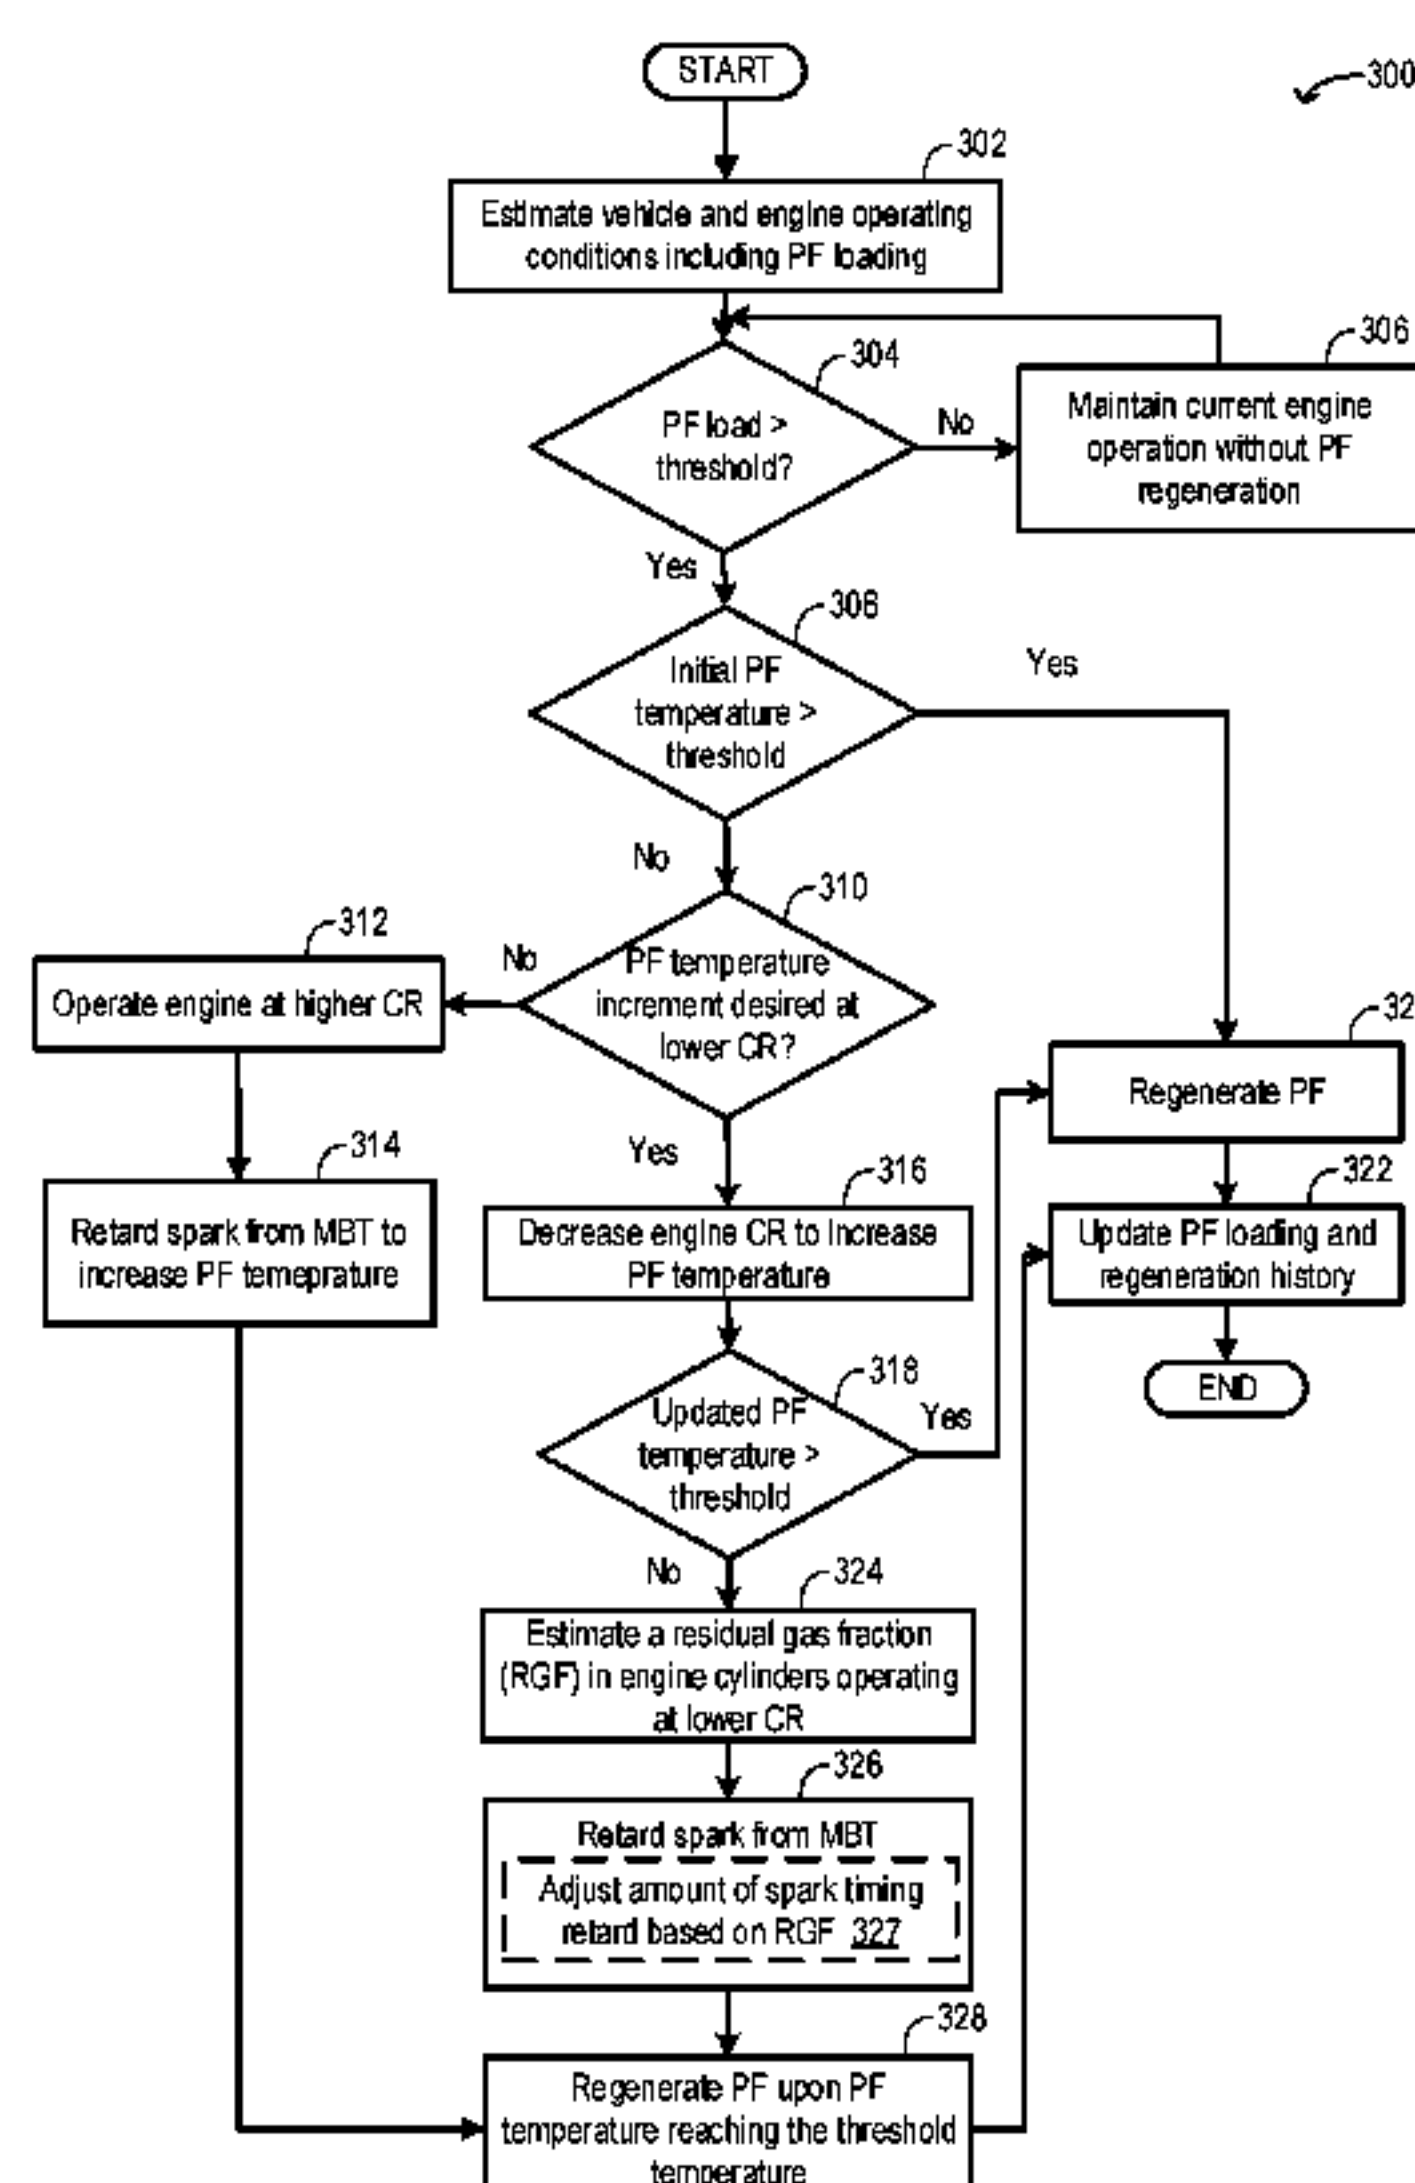 START
300
302
Estimate vehicle and engine operating
conditions including PF loading
304
306
PF load >
threshold?
No
Maintain current engine
operation without PF
regeneration
Yes
308
Initial PF
temperature >
threshold
Yes
No
310
312
No
PF temperature
increment desired at
lower CR?
Operate engine at higher CR
32
Regenerate PF
314
Yes
316
322
Retard spark from MBT to
increase PF temeprature
Decrease engine CR to increase
PF temperature
Update PF loading and
regeneration history
318
END
Updated PF
temperature >
threshold
Yes
No
324
Estimate a residual gas fraction
(RGF) in engine cylinders operating
at lower CR
326
Retard spark from MBT
Adjust amount of spark timing
retard based on RGF 327
328
Regenerate PF upon PF
temperature reaching the threshold
temperature